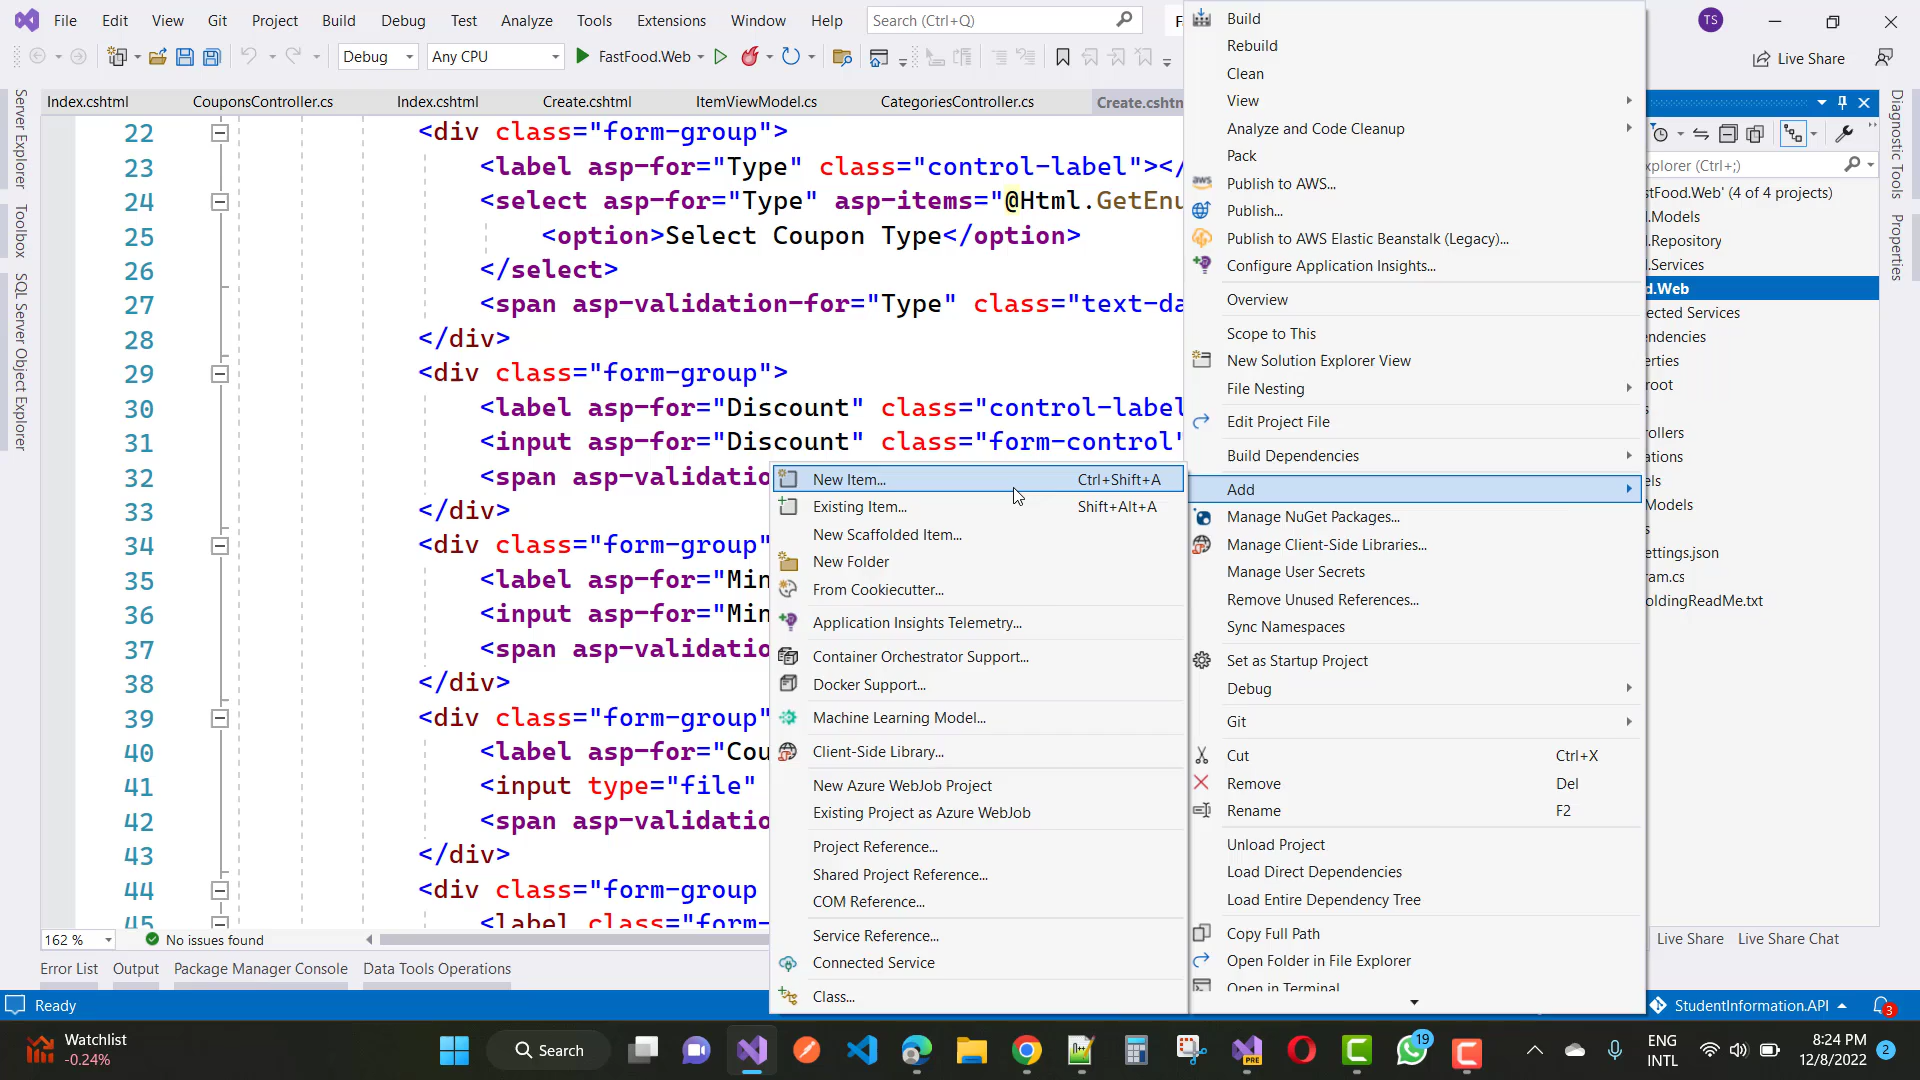 File Edit View Git Project Build Debug Test Analyze Tools Extensions Window Help Search (Ctrl+Q)
TS
Debug Any CPU FastFood.Web Live Share
Index.cshtml CouponsController.cs Index.cshtml Create.cshtml ItemViewModel.cs CategoriesController.cs Create.cshtm
Server Explorer
Toolbox
SQL Server Object Explorer
22 <div class="form-group">
23 <label asp-for="Type" class="control-label"></
24 <select asp-for="Type" asp-items="@Html.GetEnu
25 <option>Select Coupon Type</option>
26 </select>
27 <span asp-validation-for="Type" class="text-da
28 </div>
29 <div class="form-group">
30 <label asp-for="Discount" class="control-label
31 <input asp-for="Discount" class="form-control"
32 <span asp-validatio
33 </div>
34 <div class="form-group"
35 <label asp-for="Min
36 <input asp-for="Min
37 <span asp-validatio
38 </div>
39 <div class="form-group"
40 <label asp-for="Cou
41 <input type="file"
42 <span asp-validatio
43 </div>
44 <div class="form-group
45 <label class="form-
New Item... Ctrl+Shift+A
Existing Item... Shift+Alt+A
New Scaffolded Item...
New Folder
From Cookiecutter...
Application Insights Telemetry...
Container Orchestrator Support...
Docker Support...
Machine Learning Model...
Client-Side Library...
New Azure WebJob Project
Existing Project as Azure WebJob
Project Reference...
Shared Project Reference...
COM Reference...
Service Reference...
Connected Service
Class...
Build
Rebuild
Clean
View
Analyze and Code Cleanup
Pack
Publish to AWS...
Publish...
Publish to AWS Elastic Beanstalk (Legacy)...
Configure Application Insights...
Overview
Scope to This
New Solution Explorer View
File Nesting
Edit Project File
Build Dependencies
Add
Manage NuGet Packages...
Manage Client-Side Libraries...
Manage User Secrets
Remove Unused References...
Sync Namespaces
Set as Startup Project
Debug
Git
Cut Ctrl+X
Remove Del
Rename F2
Unload Project
Load Direct Dependencies
Load Entire Dependency Tree
Copy Full Path
Open Folder in File Explorer
Open in Terminal
xplorer (Ctrl+;)
stFood.Web' (4 of 4 projects)
.Models
.Repository
.Services
d.Web
ected Services
endencies
erties
root
s
ollers
ations
els
Models
s
ettings.json
ram.cs
oldingReadMe.txt
Diagnostic Tools
Properties
162 % No issues found
Live Share Live Share Chat
Error List Output Package Manager Console Data Tools Operations
Ready StudentInformation.API 3
Watchlist
-0.24%
Search
PRE
19
ENG
INTL
8:24 PM
12/8/2022
2